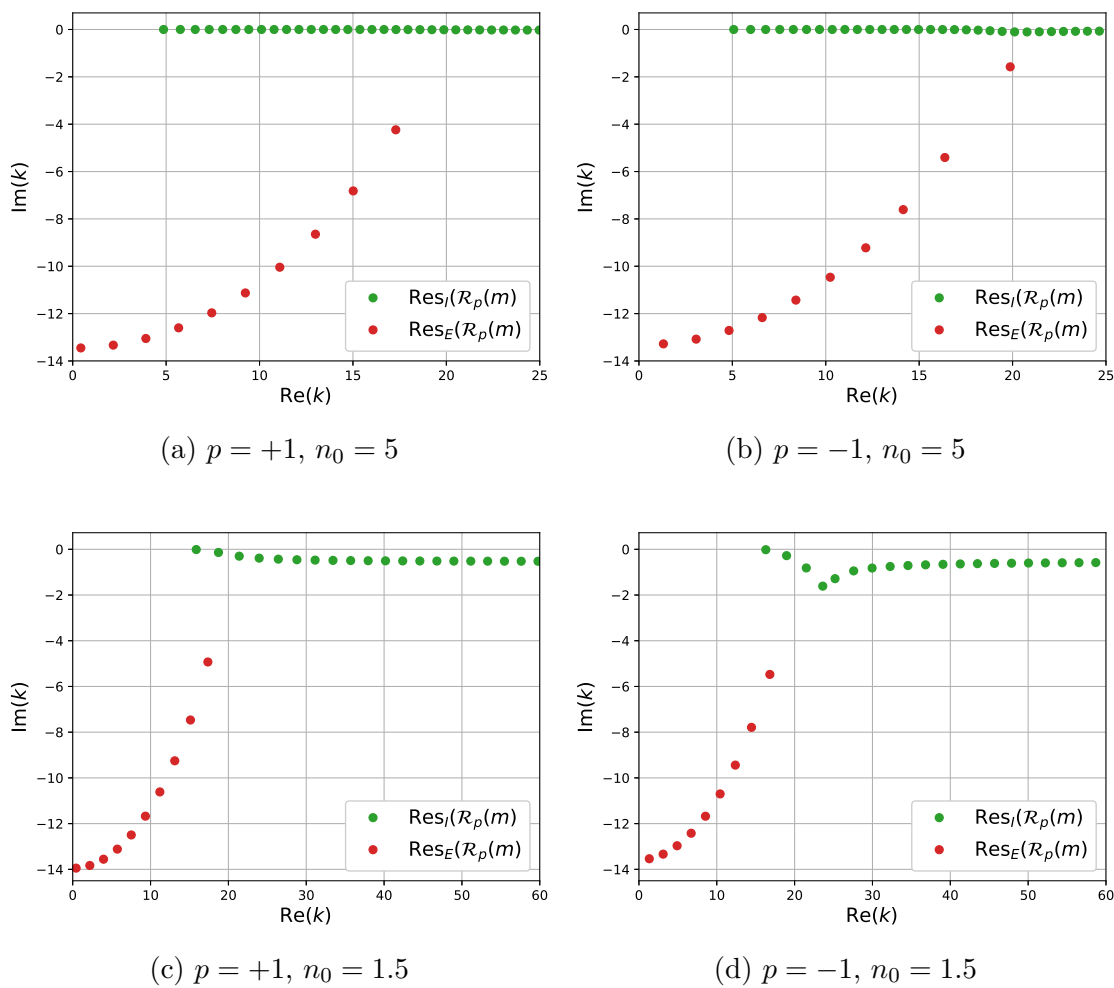 0
−2
−4
−6
−8
−10
−12
−14
Im(k)
0 5 10 15 20 25
Re(k)
Res_I(ℛ_p(m)
Res_E(ℛ_p(m)
(a) p = +1, n_0 = 5
0
−2
−4
−6
−8
−10
−12
−14
Im(k)
0 5 10 15 20 25
Re(k)
Res_I(ℛ_p(m)
Res_E(ℛ_p(m)
(b) p = −1, n_0 = 5
0
−2
−4
−6
−8
−10
−12
−14
Im(k)
0 10 20 30 40 50 60
Re(k)
Res_I(ℛ_p(m)
Res_E(ℛ_p(m)
(c) p = +1, n_0 = 1.5
0
−2
−4
−6
−8
−10
−12
−14
Im(k)
0 10 20 30 40 50 60
Re(k)
Res_I(ℛ_p(m)
Res_E(ℛ_p(m)
(d) p = −1, n_0 = 1.5